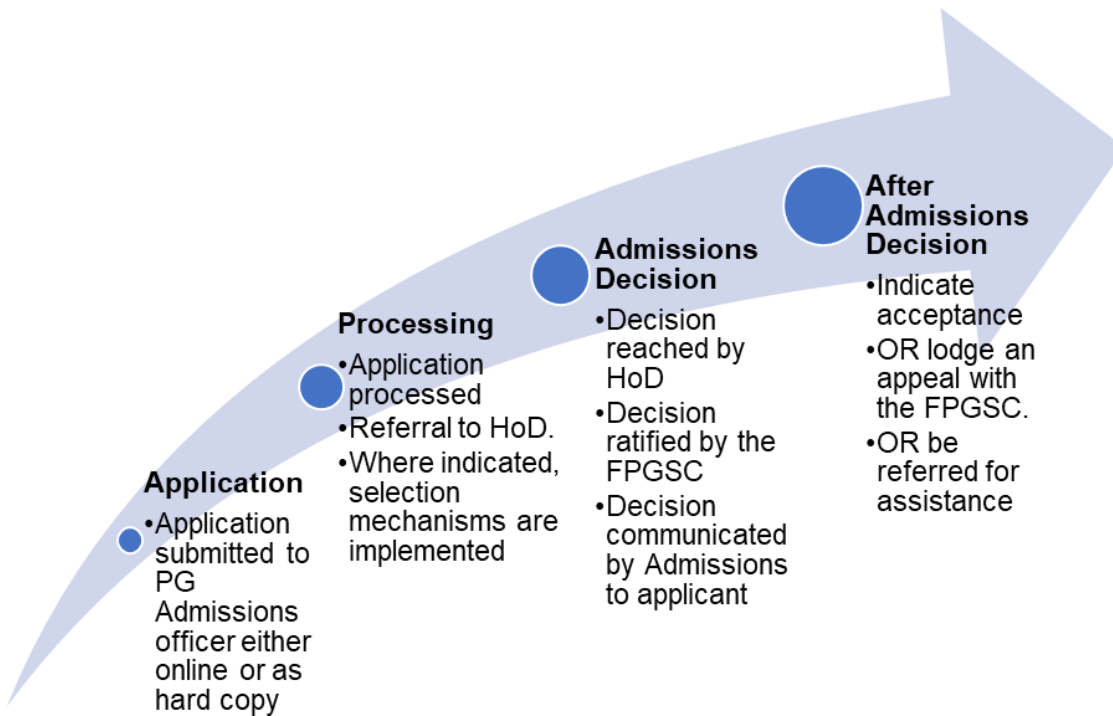 Application
•Application
submitted to
PG
Admissions
officer either
online or as
hard copy
Processing
•Application
processed
•Referral to HoD.
•Where indicated,
selection
mechanisms are
implemented
Admissions
Decision
•Decision
reached by
HoD
•Decision
ratified by the
FPGSC
•Decision
communicated
by Admissions
to applicant
After
Admissions
Decision
•Indicate
acceptance
•OR lodge an
appeal with
the FPGSC.
•OR be
referred for
assistance